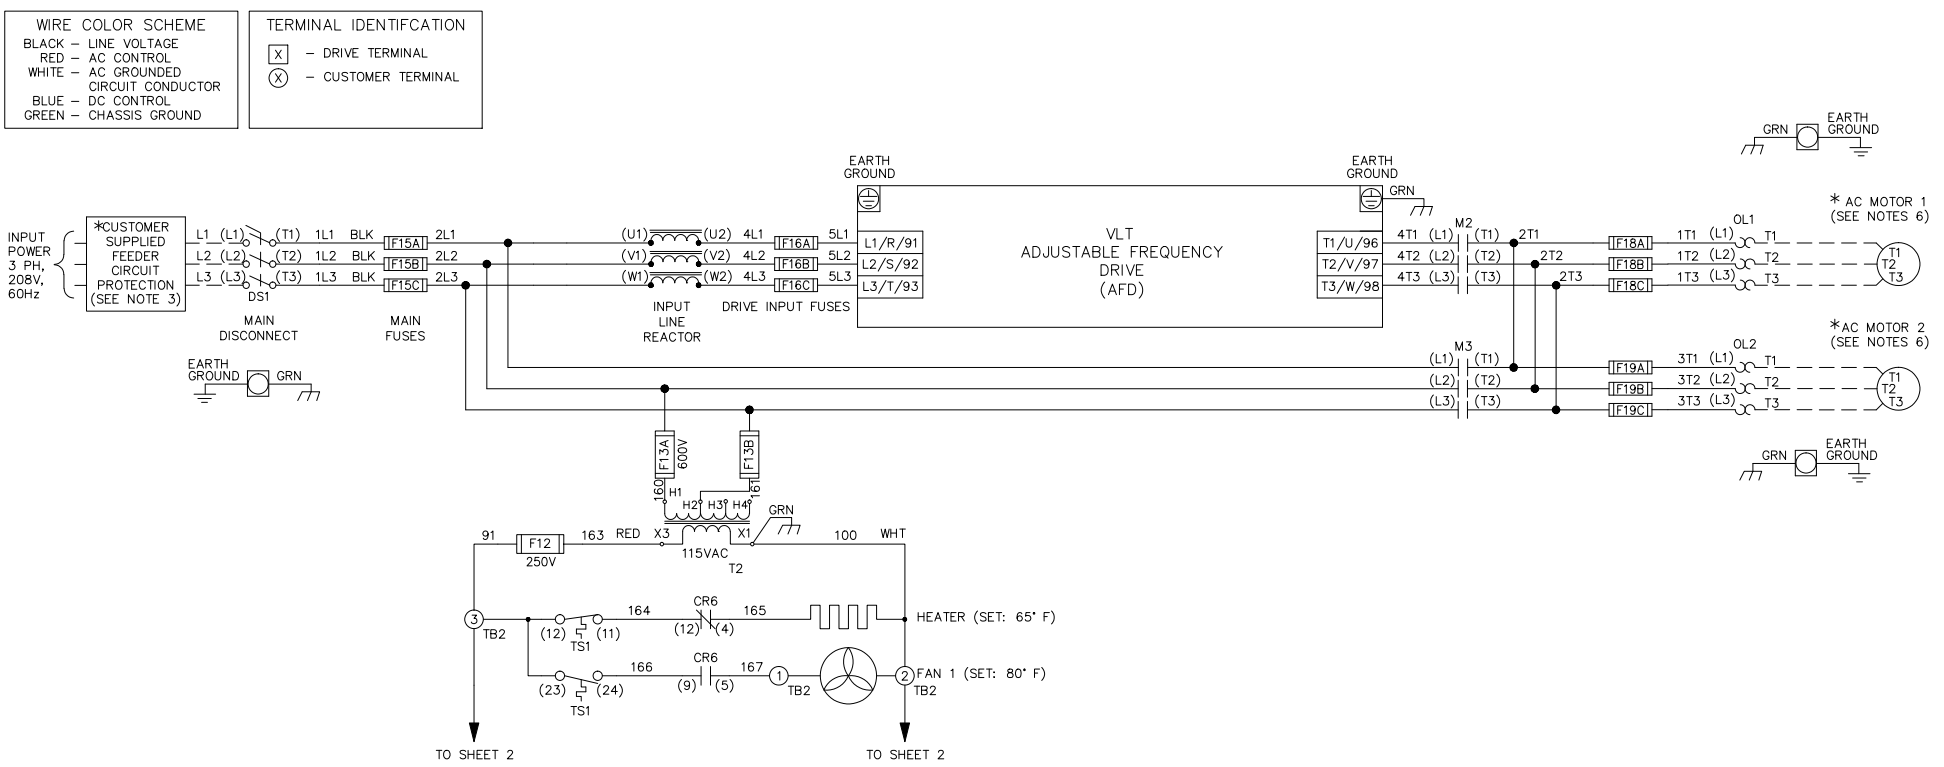 WIRE COLOR SCHEME
BLACK – LINE VOLTAGE
RED – AC CONTROL
WHITE – AC GROUNDED
CIRCUIT CONDUCTOR
BLUE – DC CONTROL
GREEN – CHASSIS GROUND
TERMINAL IDENTIFCATION
X – DRIVE TERMINAL
X – CUSTOMER TERMINAL
GRN
EARTH
GROUND
INPUT
POWER
3 PH,
208V,
60Hz
*CUSTOMER
SUPPLIED
FEEDER
CIRCUIT
PROTECTION
(SEE NOTE 3)
L1 (L1) (T1) 1L1 BLK F15A 2L1
L2 (L2) (T2) 1L2 BLK F15B 2L2
L3 (L3) (T3) 1L3 BLK F15C 2L3
DS1
MAIN
DISCONNECT
MAIN
FUSES
(U1) (U2) 4L1 F16A 5L1
(V1) (V2) 4L2 F16B 5L2
(W1) (W2) 4L3 F16C 5L3
INPUT
LINE
REACTOR
DRIVE INPUT FUSES
EARTH
GROUND
L1/R/91
L2/S/92
L3/T/93
VLT
ADJUSTABLE FREQUENCY
DRIVE
(AFD)
EARTH
GROUND
GRN
T1/U/96
T2/V/97
T3/W/98
M2
4T1 (L1) (T1) 2T1
4T2 (L2) (T2) 2T2
4T3 (L3) (T3) 2T3
OL1
F18A 1T1 (L1) T1
F18B 1T2 (L2) T2
F18C 1T3 (L3) T3
* AC MOTOR 1
(SEE NOTES 6)
T1
T2
T3
EARTH
GROUND
GRN
M3
(L1) (T1)
(L2) (T2)
(L3) (T3)
OL2
F19A 3T1 (L1) T1
F19B 3T2 (L2) T2
F19C 3T3 (L3) T3
*AC MOTOR 2
(SEE NOTES 6)
T1
T2
T3
GRN
EARTH
GROUND
F13A
600V
F13B
160
161
H1
H2
H3
H4
GRN
91
F12
250V
163
RED
X3
X1
115VAC
T2
100
WHT
3
TB2
(12)
(11)
TS1
164
CR6
(12)
(4)
165
HEATER (SET: 65° F)
(23)
(24)
TS1
166
CR6
(9)
(5)
167
1
TB2
2
TB2
FAN 1 (SET: 80° F)
TO SHEET 2
TO SHEET 2